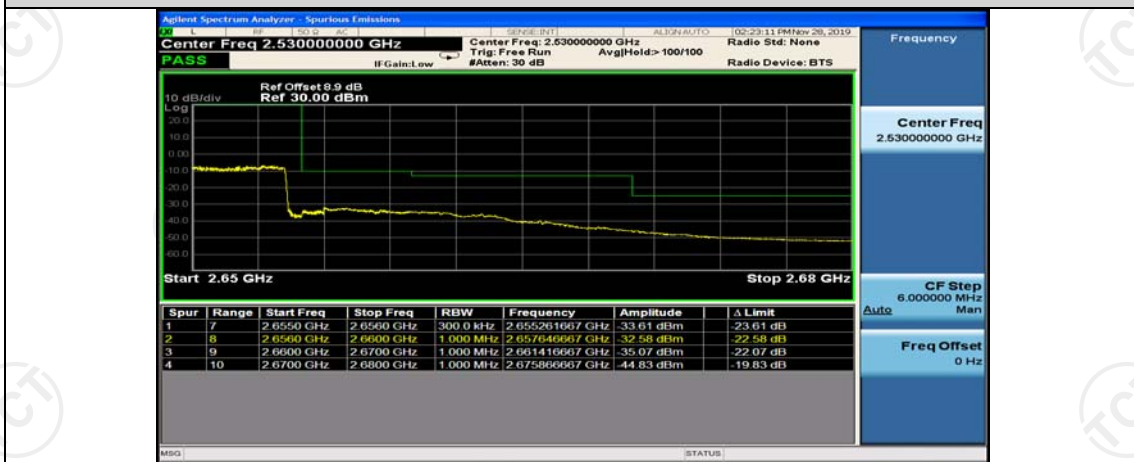 Agilent Spectrum Analyzer - Spurious Emissions
L RF 50 Ω AC SENSE:INT ALIGN AUTO 02:23:11 PM Nov 28, 2019
Center Freq 2.530000000 GHz
PASS
IFGain:Low
Center Freq: 2.530000000 GHz
Trig: Free Run Avg|Hold:> 100/100
#Atten: 30 dB
Radio Std: None
Radio Device: BTS
Ref Offset 8.9 dB
10 dB/div Ref 30.00 dBm
Log
20.0
10.0
0.00
-10.0
-20.0
-30.0
-40.0
-50.0
-60.0
Start 2.65 GHz Stop 2.68 GHz
Spur Range Start Freq Stop Freq RBW Frequency Amplitude Δ Limit
1 7 2.6550 GHz 2.6560 GHz 300.0 kHz 2.655261667 GHz -33.61 dBm -23.61 dB
2 8 2.6560 GHz 2.6600 GHz 1.000 MHz 2.657646667 GHz -32.58 dBm -22.58 dB
3 9 2.6600 GHz 2.6700 GHz 1.000 MHz 2.661416667 GHz -35.07 dBm -22.07 dB
4 10 2.6700 GHz 2.6800 GHz 1.000 MHz 2.675866667 GHz -44.83 dBm -19.83 dB
MSG STATUS
Frequency
Center Freq
2.530000000 GHz
CF Step
6.000000 MHz
Auto Man
Freq Offset
0 Hz